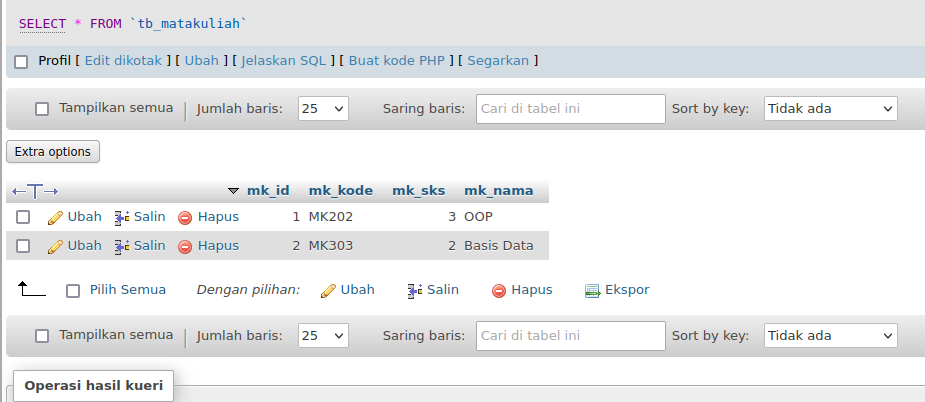 SELECT * FROM `tb_matakuliah`
Profil [ Edit dikotak ] [ Ubah ] [ Jelaskan SQL ] [ Buat kode PHP ] [ Segarkan ]
Tampilkan semua | Jumlah baris: 25 Saring baris: Cari di tabel ini Sort by key: Tidak ada
Extra options
←T→ mk_id mk_kode mk_sks mk_nama
Ubah Salin Hapus 1 MK202 3 OOP
Ubah Salin Hapus 2 MK303 2 Basis Data
Pilih Semua Dengan pilihan: Ubah Salin Hapus Ekspor
Tampilkan semua | Jumlah baris: 25 Saring baris: Cari di tabel ini Sort by key: Tidak ada
Operasi hasil kueri